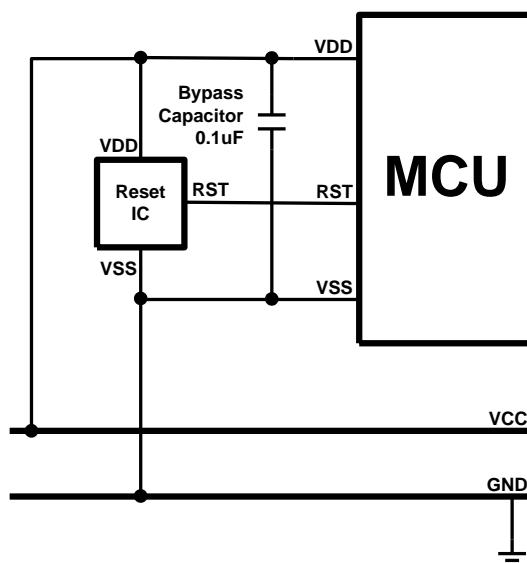 VDD
Bypass
Capacitor
0.1uF
VDD
MCU
Reset
IC
RST
RST
VSS
VSS
VCC
GND